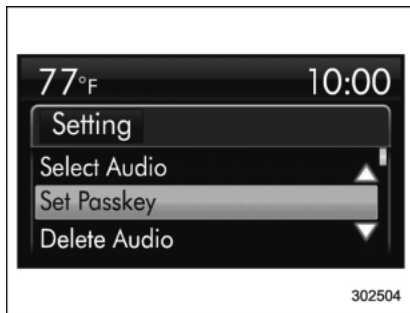 77°F 10:00
Setting
Select Audio
Set Passkey
Delete Audio
302504